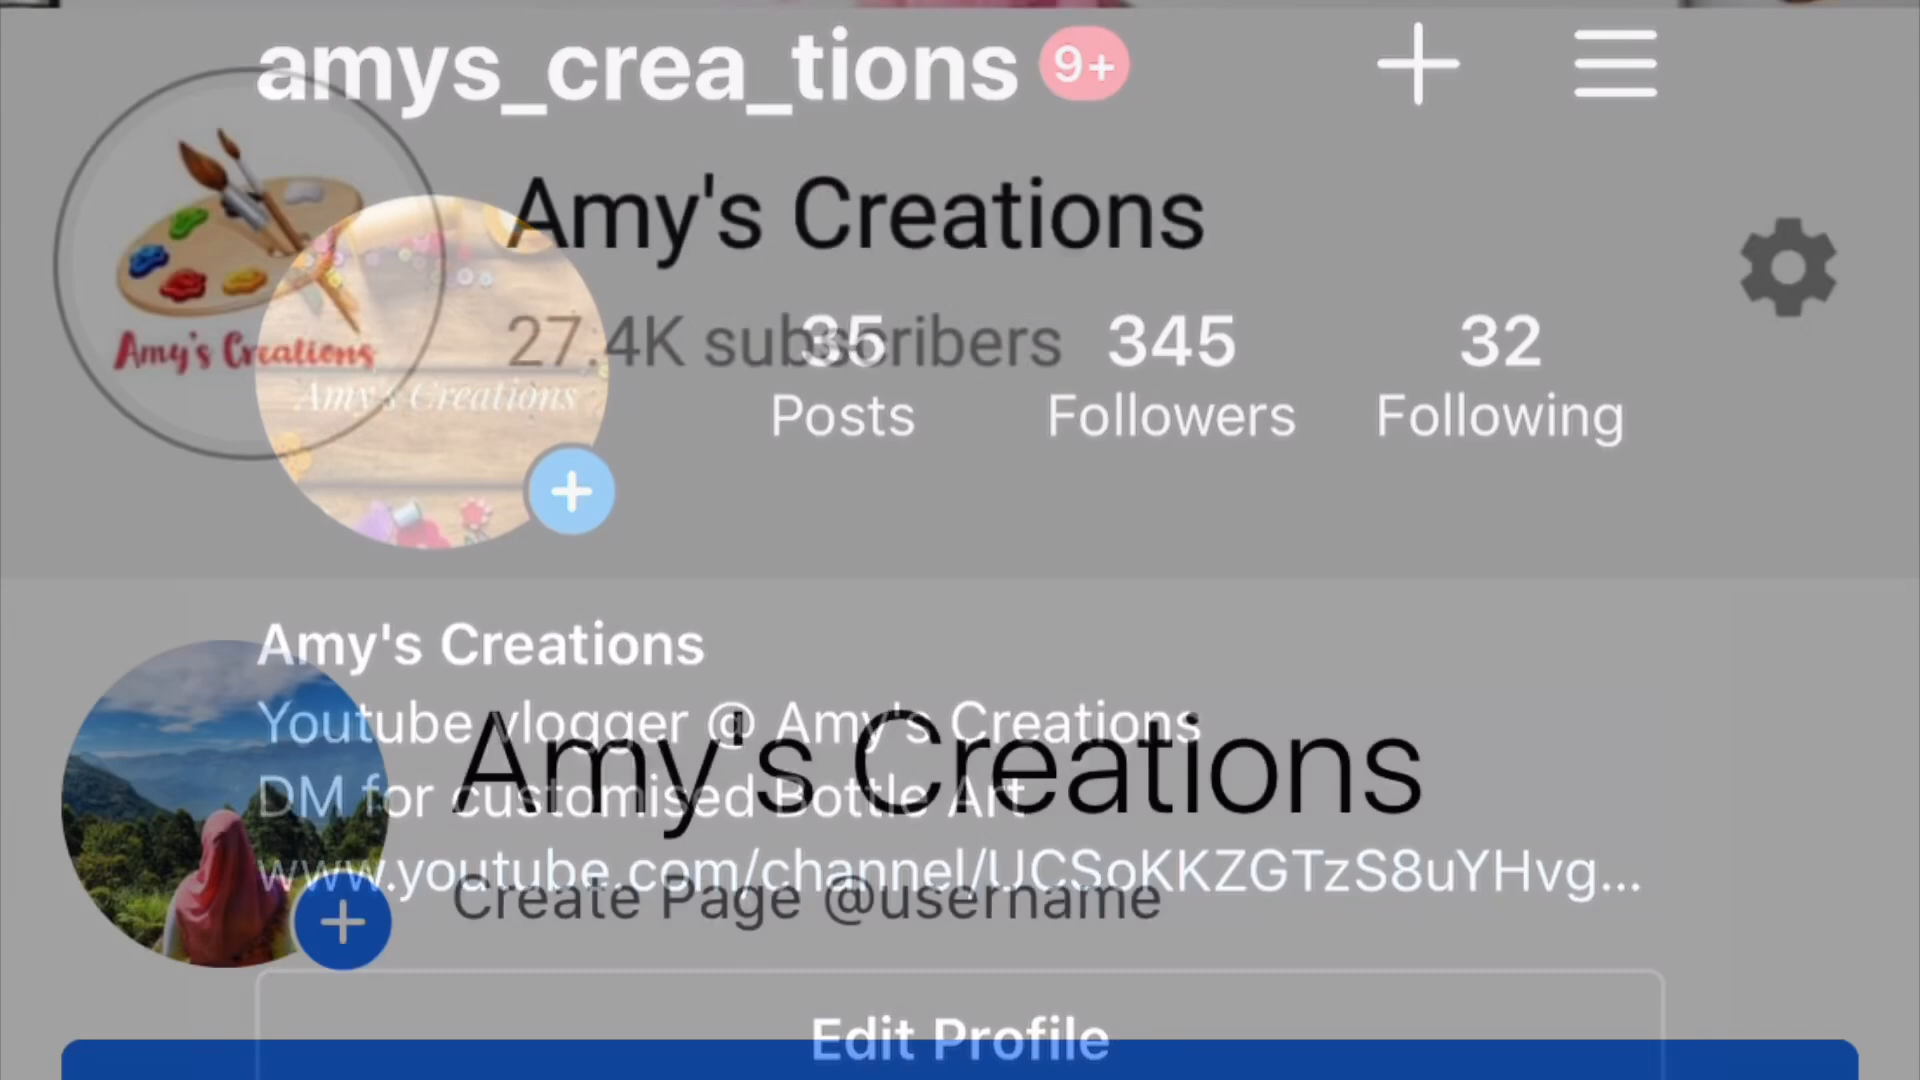 amys_crea_tions 9+
Amy's Creations
27.4K subscribers
35 345 32
Posts Followers Following
Amy's Creations
Amy's Creations
Amy's Creations
Youtube vlogger @ Amy's Creations
Amy's Creations
DM for customised Bottle Art
www.youtube.com/channel/UCSoKKZGTzS8uYHvg...
Create Page @username
Edit Profile